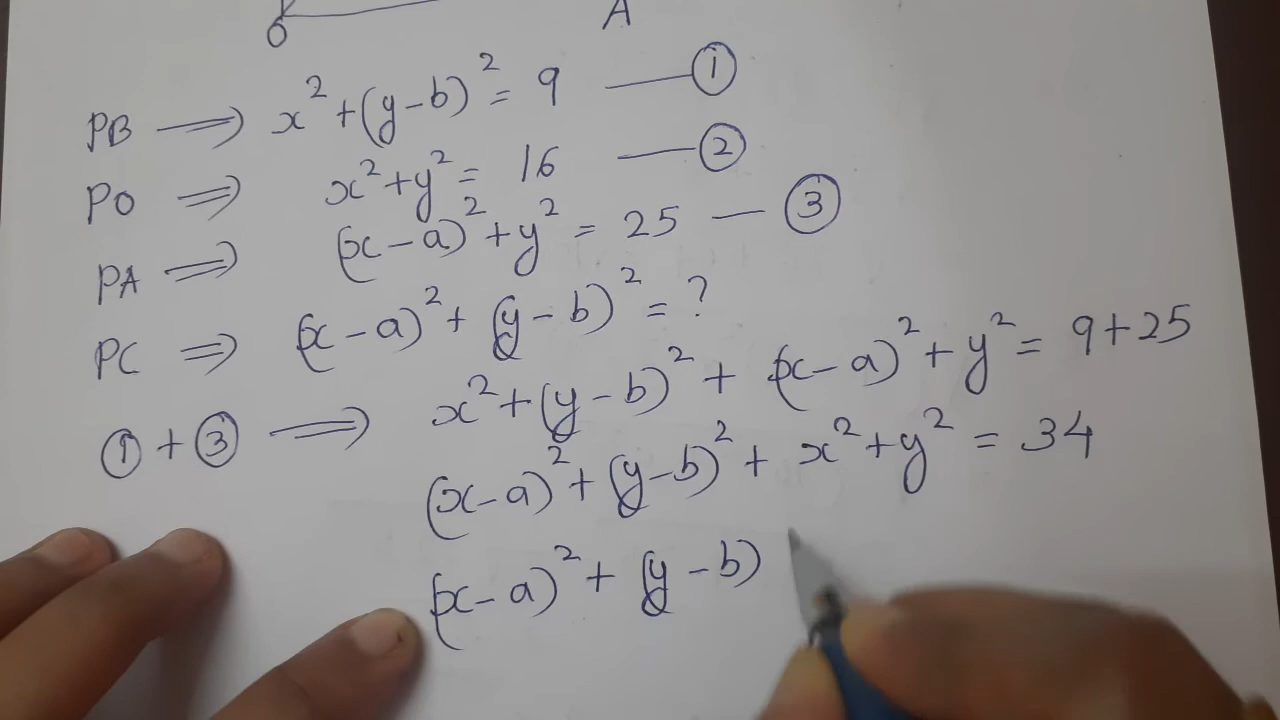 O A
PB ⟹ x² + (y - b)² = 9 — ①
PO ⟹ x² + y² = 16 — ②
PA ⟹ (x - a)² + y² = 25 — ③
PC ⟹ (x - a)² + (y - b)² = ?
① + ③ ⟹ x² + (y - b)² + (x - a)² + y² = 9 + 25
(x - a)² + (y - b)² + x² + y² = 34
(x - a)² + (y - b)